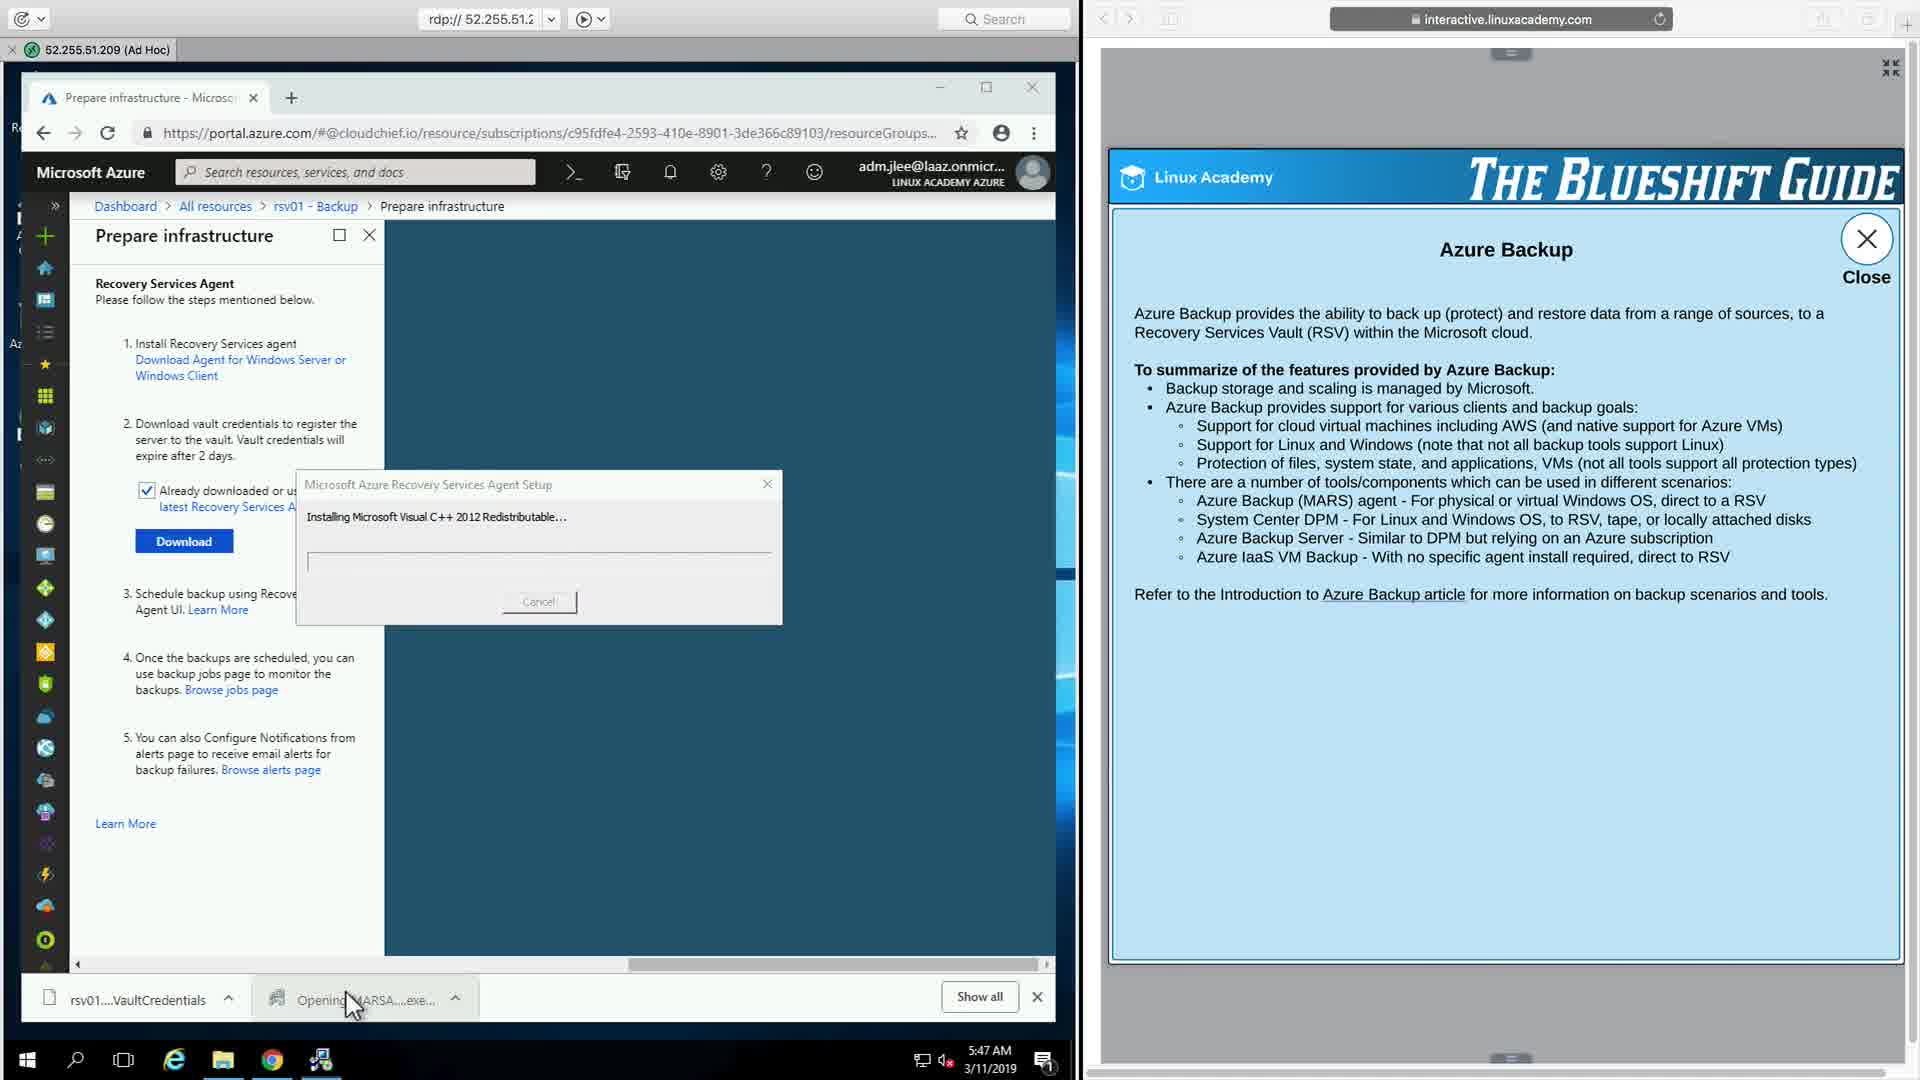 rdp:// 52.255.51.2
Search
interactive.linuxacademy.com
52.255.51.209 (Ad Hoc)
Prepare infrastructure - Microso
https://portal.azure.com/#@cloudchief.io/resource/subscriptions/c95fdfe4-2593-410e-8901-3de366c89103/resourceGroups...
Microsoft Azure
Search resources, services, and docs
adm.jlee@laaz.onmicr...
LINUX ACADEMY AZURE
Dashboard > All resources > rsv01 - Backup > Prepare infrastructure
Prepare infrastructure
Recovery Services Agent
Please follow the steps mentioned below.
1. Install Recovery Services agent
Download Agent for Windows Server or
Windows Client
2. Download vault credentials to register the
server to the vault. Vault credentials will
expire after 2 days.
Already downloaded or us
latest Recovery Services A
Download
3. Schedule backup using Recove
Agent UI. Learn More
4. Once the backups are scheduled, you can
use backup jobs page to monitor the
backups. Browse jobs page
5. You can also Configure Notifications from
alerts page to receive email alerts for
backup failures. Browse alerts page
Learn More
Microsoft Azure Recovery Services Agent Setup
Installing Microsoft Visual C++ 2012 Redistributable...
Cancel
rsv01....VaultCredentials
Opening MARSA....exe...
Show all
5:47 AM
3/11/2019
1
Linux Academy
THE BLUESHIFT GUIDE
Azure Backup
Close
Azure Backup provides the ability to back up (protect) and restore data from a range of sources, to a
Recovery Services Vault (RSV) within the Microsoft cloud.
To summarize of the features provided by Azure Backup:
• Backup storage and scaling is managed by Microsoft.
• Azure Backup provides support for various clients and backup goals:
◦ Support for cloud virtual machines including AWS (and native support for Azure VMs)
◦ Support for Linux and Windows (note that not all backup tools support Linux)
◦ Protection of files, system state, and applications, VMs (not all tools support all protection types)
• There are a number of tools/components which can be used in different scenarios:
◦ Azure Backup (MARS) agent - For physical or virtual Windows OS, direct to a RSV
◦ System Center DPM - For Linux and Windows OS, to RSV, tape, or locally attached disks
◦ Azure Backup Server - Similar to DPM but relying on an Azure subscription
◦ Azure IaaS VM Backup - With no specific agent install required, direct to RSV
Refer to the Introduction to Azure Backup article for more information on backup scenarios and tools.